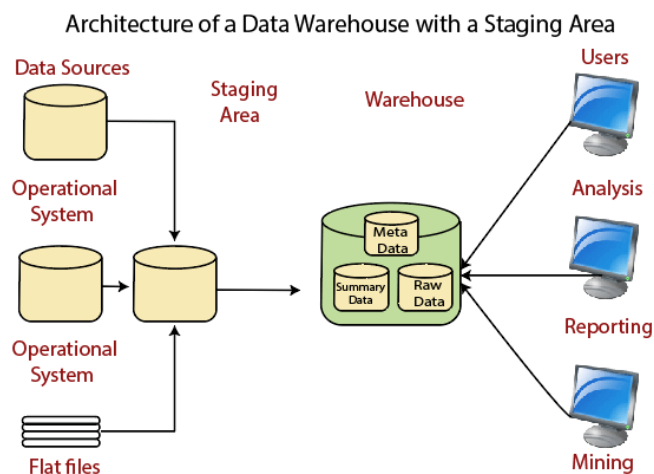 Architecture of a Data Warehouse with a Staging Area
Data Sources
Staging
Area
Warehouse
Users
Operational
System
Analysis
Meta
Data
Summary
Data
Raw
Data
Operational
System
Reporting
Flat files
Mining